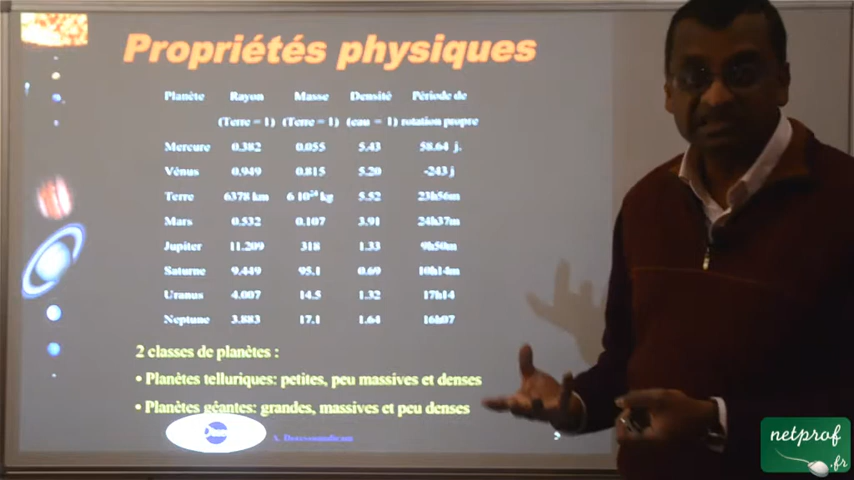 Propriétés physiques
Planète Rayon Masse Densité Période de
(Terre = 1) (Terre = 1) (eau = 1) rotation propre
Mercure 0.382 0.055 5.43 58.64 j.
Vénus 0.949 0.815 5.20 -243 j
Terre 6378 km 6 10²⁴ kg 5.52 23h56m
Mars 0.532 0.107 3.91 24h37m
Jupiter 11.209 318 1.33 9h50m
Saturne 9.449 95.1 0.69 10h14m
Uranus 4.007 14.5 1.32 17h14
Neptune 3.883 17.1 1.64 16h07
2 classes de planètes :
• Planètes telluriques: petites, peu massives et denses
• Planètes géantes: grandes, massives et peu denses
netprof
.fr